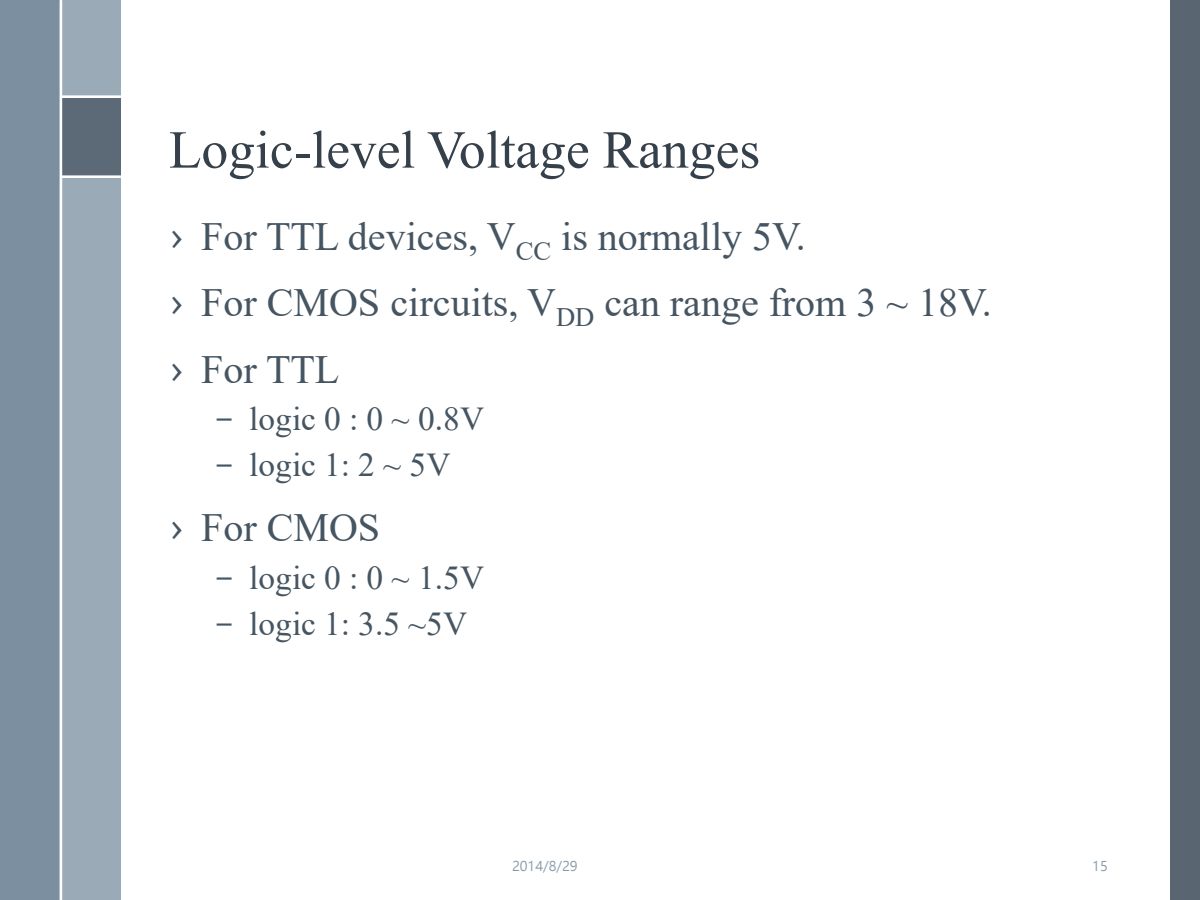 Logic-level Voltage Ranges
› For TTL devices, VCC is normally 5V.
› For CMOS circuits, VDD can range from 3 ~ 18V.
› For TTL
– logic 0 : 0 ~ 0.8V
– logic 1: 2 ~ 5V
› For CMOS
– logic 0 : 0 ~ 1.5V
– logic 1: 3.5 ~5V
2014/8/29
15